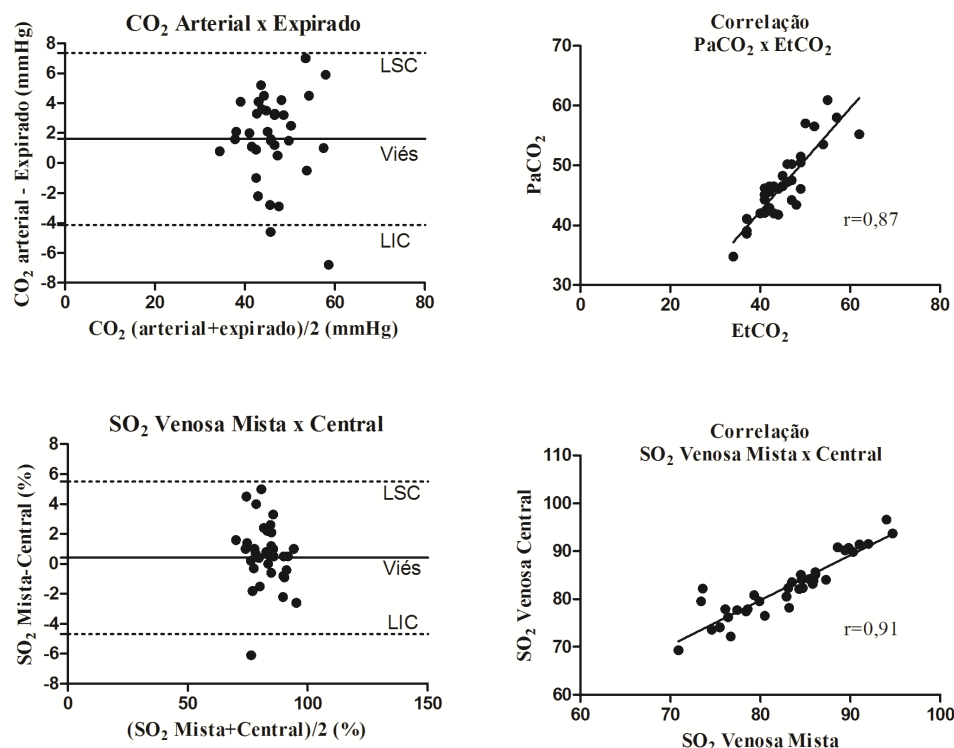 CO₂ Arterial x Expirado
CO₂ arterial - Expirado (mmHg)
8
6
4
2
0
-2
-4
-6
-8
LSC
Viés
LIC
0 20 40 60 80
CO₂ (arterial+expirado)/2 (mmHg)
Correlação
PaCO₂ x EtCO₂
PaCO₂
70
60
50
40
30
r=0,87
0 20 40 60 80
EtCO₂
SO₂ Venosa Mista x Central
SO₂ Mista-Central (%)
8
6
4
2
0
-2
-4
-6
-8
LSC
Viés
LIC
0 50 100 150
(SO₂ Mista+Central)/2 (%)
Correlação
SO₂ Venosa Mista x Central
SO₂ Venosa Central
110
100
90
80
70
60
r=0,91
60 70 80 90 100
SO₂ Venosa Mista